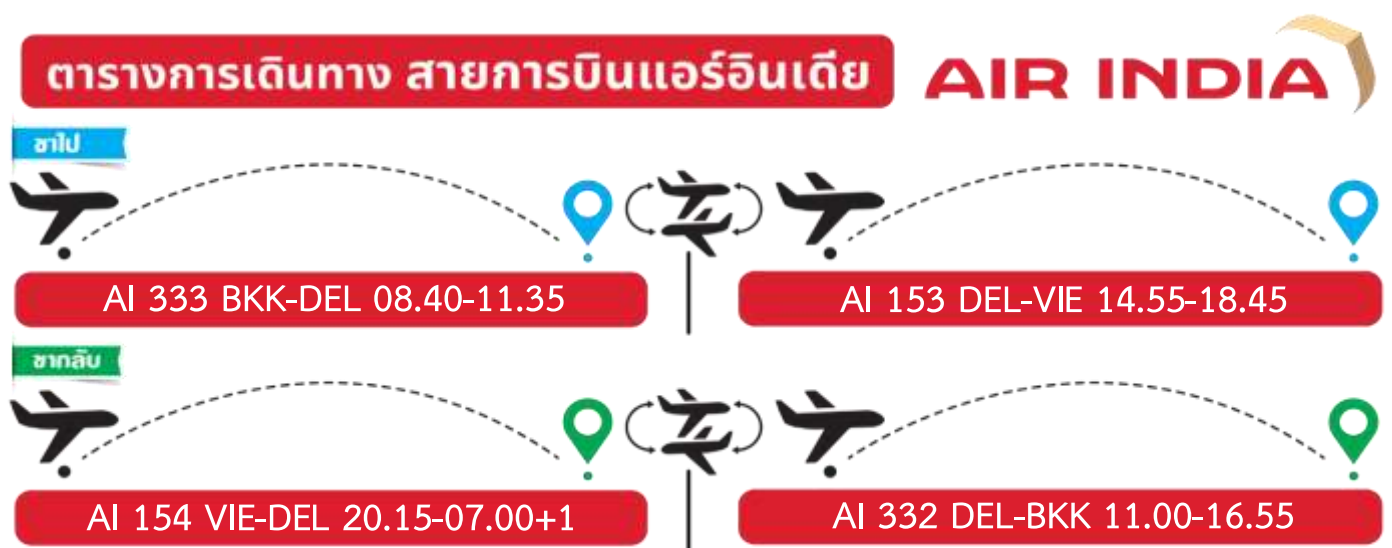 ตารางการเดินทาง สายการบินแอร์อินเดีย
AIR INDIA
ขาไป
AI 333 BKK-DEL 08.40-11.35
AI 153 DEL-VIE 14.55-18.45
ขากลับ
AI 154 VIE-DEL 20.15-07.00+1
AI 332 DEL-BKK 11.00-16.55